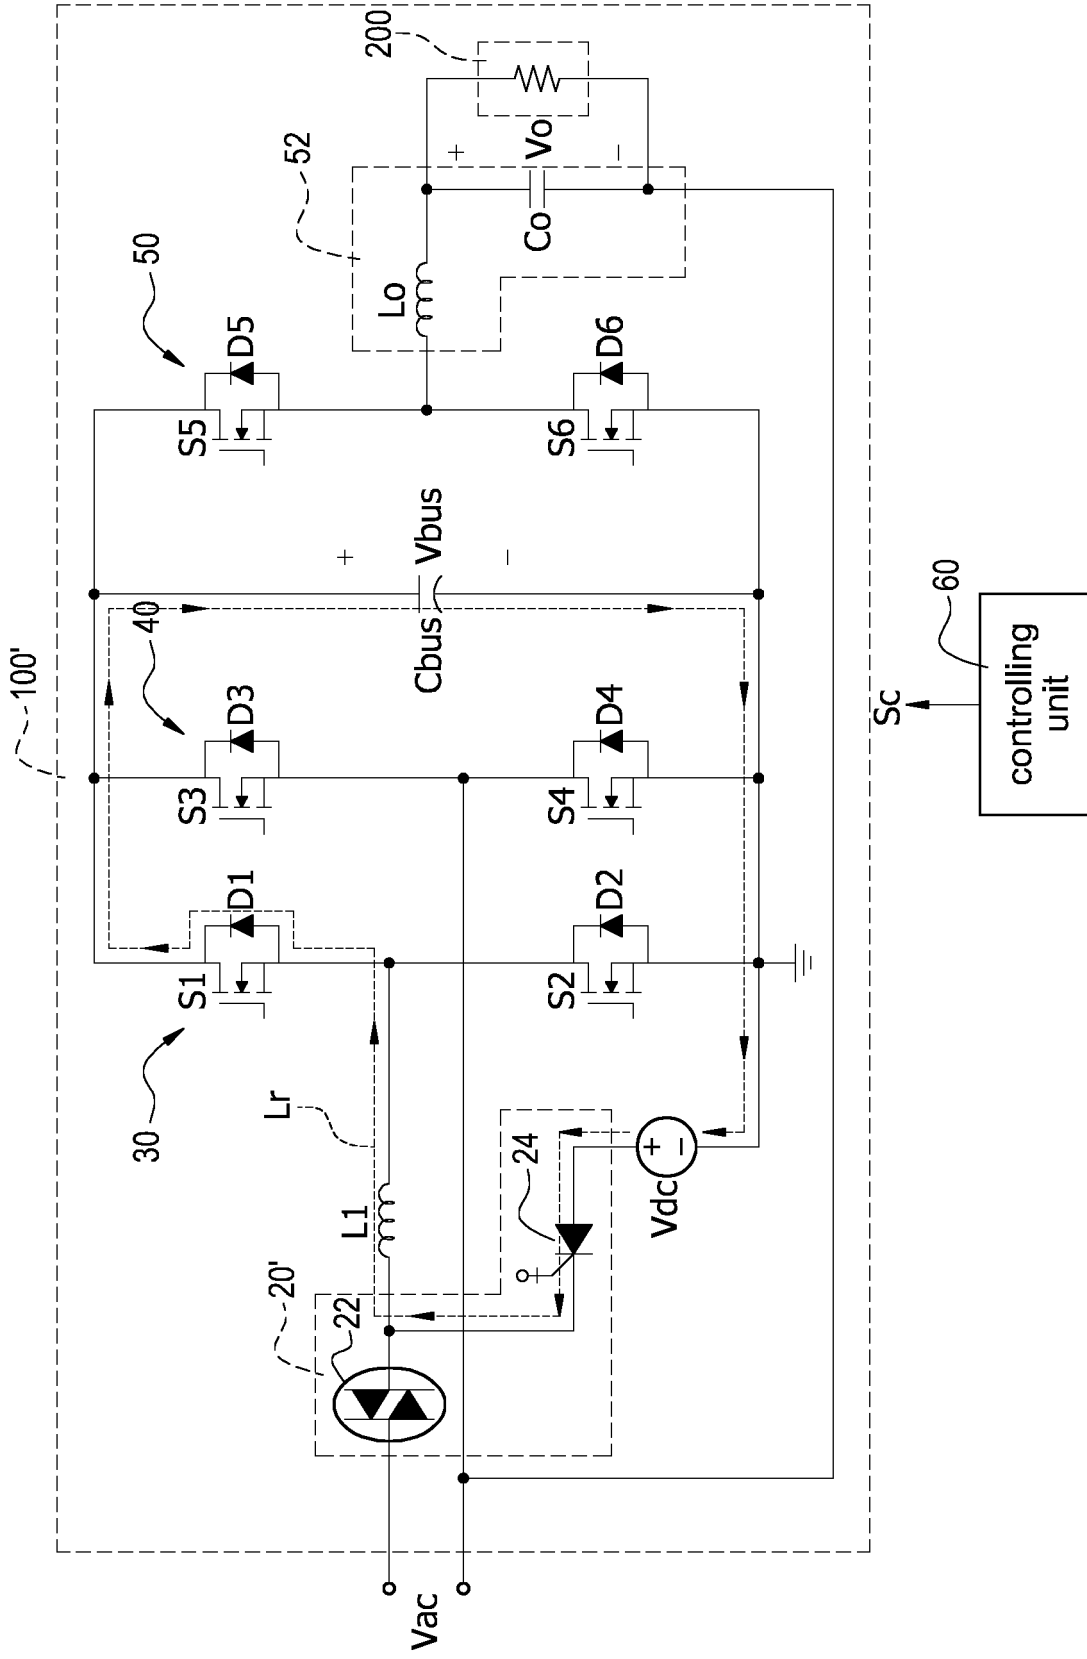 100'
200
52
50
40
30
S1
D1
S3
D3
S5
D5
Lo
+
Vo
−
Co
20'
22
L1
Lr
+
Cbus
Vbus
−
24
S2
D2
S4
D4
S6
D6
Vac
Vdc
+
−
Sc
60
controlling
unit